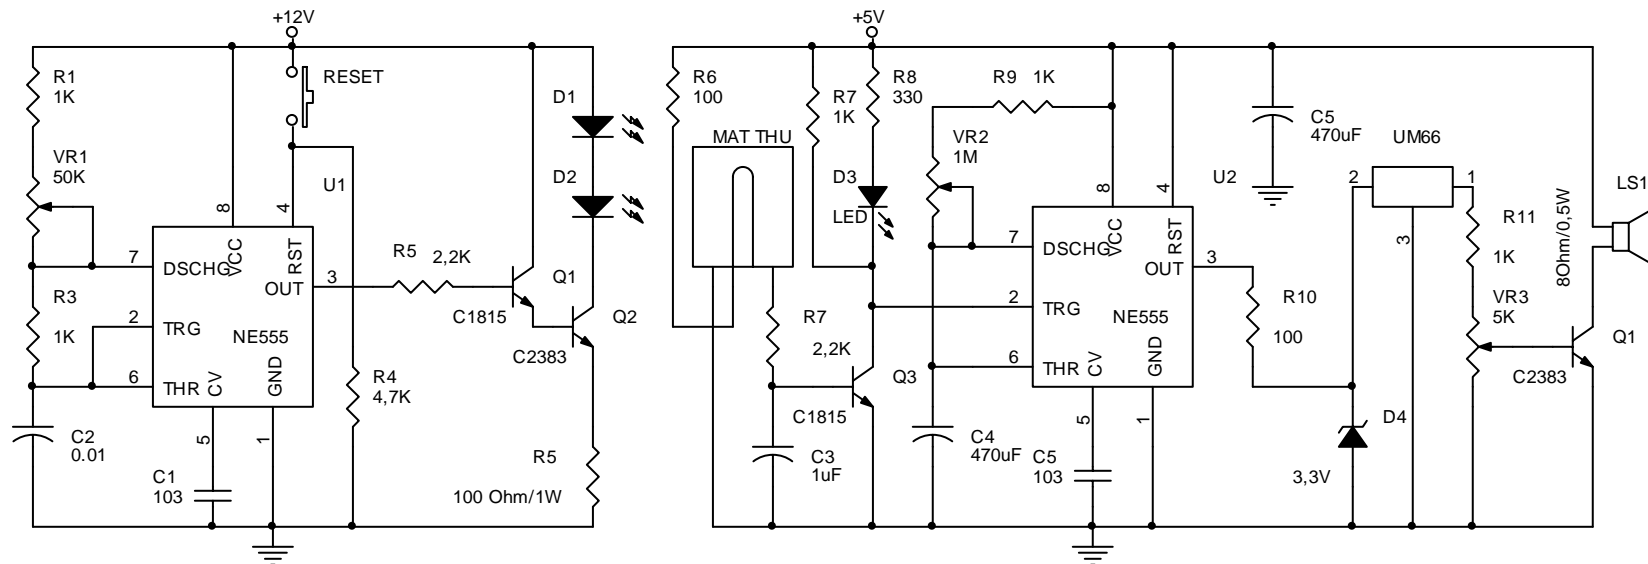 +12V
R1
1K
RESET
D1
VR1
50K
D2
U1
8
4
7
DSCHG
VCC
RST
OUT
3
R5
2,2K
Q1
C1815
R3
1K
2
TRG
NE555
Q2
C2383
6
THR
CV
GND
R4
4,7K
C2
0.01
5
1
C1
103
R5
100 Ohm/1W
+5V
R6
100
R7
1K
R8
330
R9
1K
MAT THU
VR2
1M
C5
470uF
UM66
D3
LED
8
4
U2
2
1
3
LS1
8Ohm/0,5W
R11
1K
7
DSCHG
VCC
RST
OUT
3
2
TRG
NE555
R10
100
VR3
5K
R7
2,2K
Q1
C2383
6
THR
CV
GND
Q3
C1815
D4
3,3V
C3
1uF
C4
470uF
5
1
C5
103